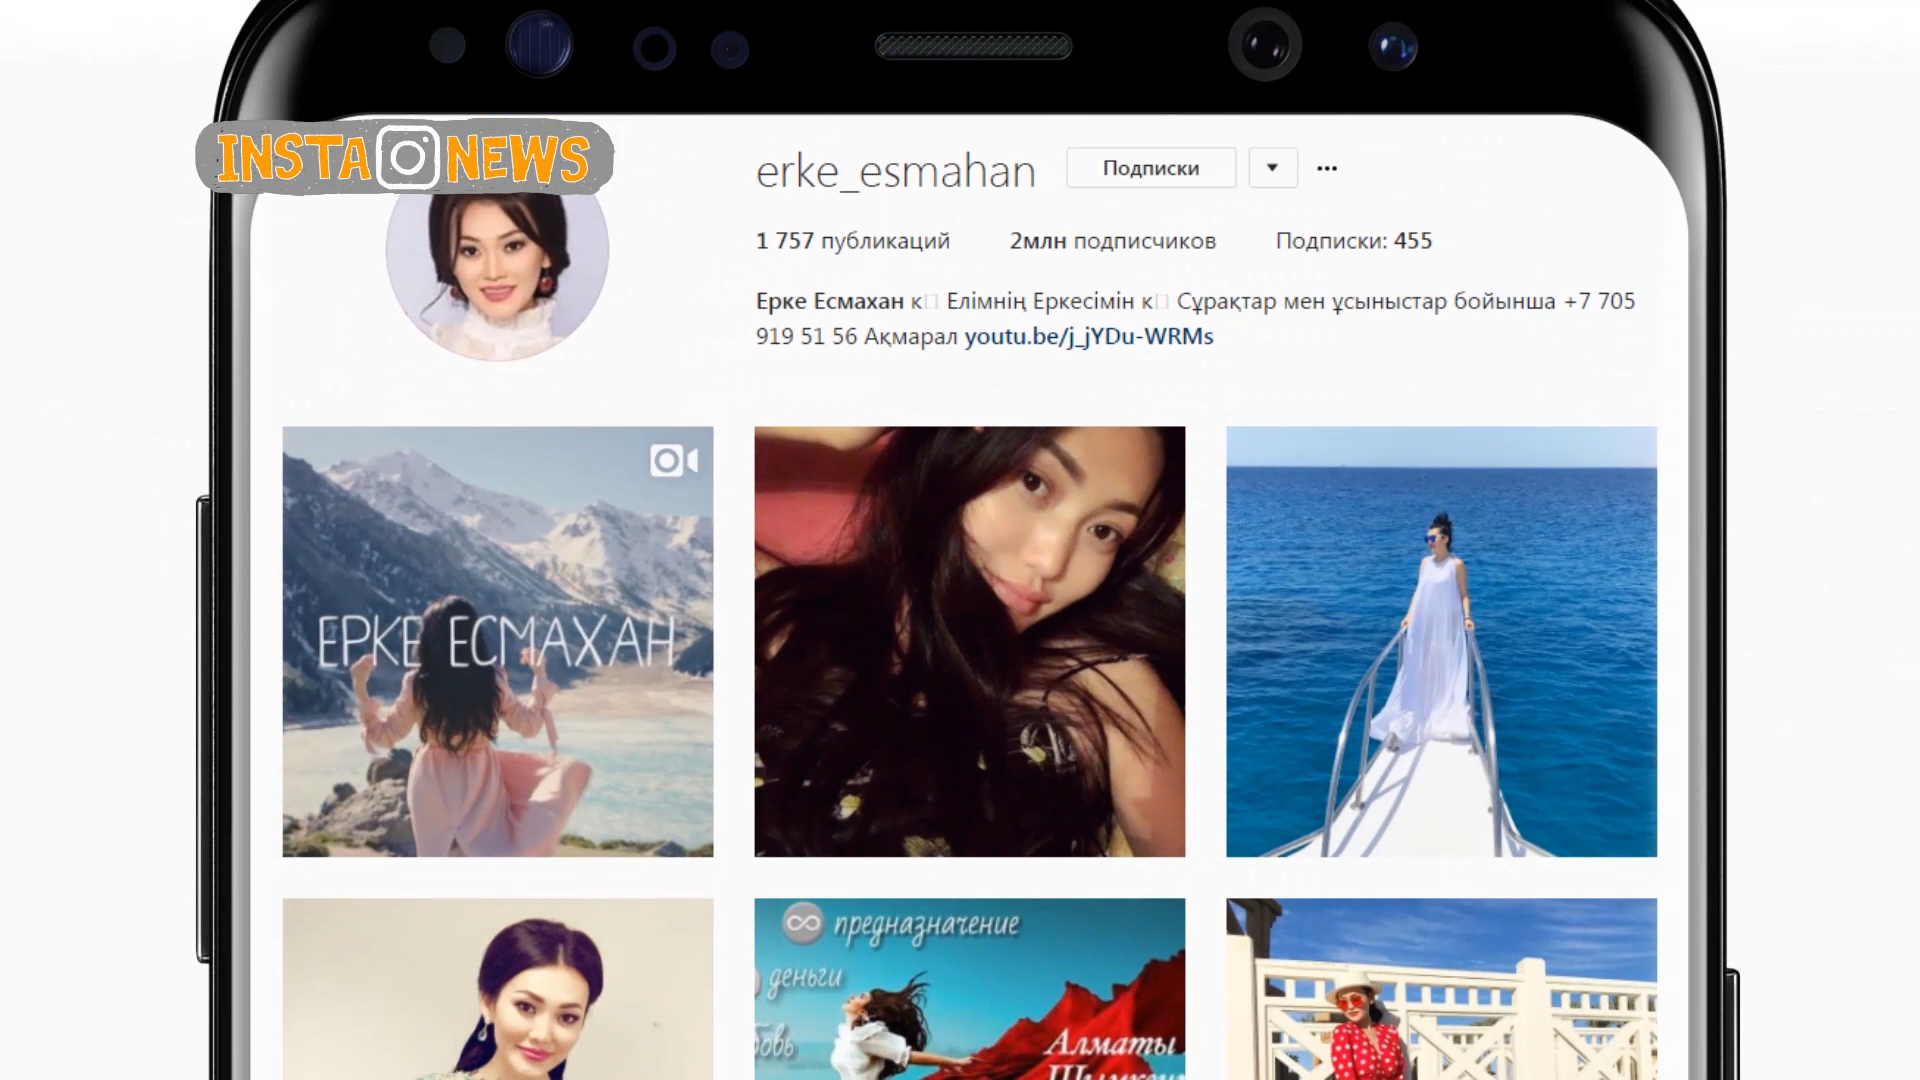 INSTA NEWS
erke_esmahan Подписки
1 757 публикаций 2млн подписчиков Подписки: 455
Ерке Есмахан к Елімнің Еркесімін к Сұрақтар мен ұсыныстар бойынша +7 705
919 51 56 Ақмарал youtu.be/j_jYDu-WRMs
ЕРКЕ ЕСМАХАН
предназначение
деньги
Алматы